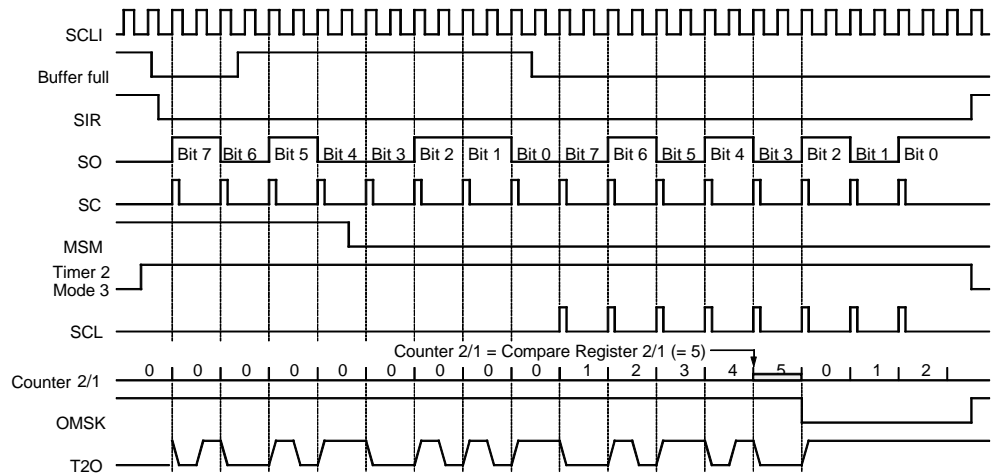 SCLI
Buffer full
SIR
SO Bit 7 Bit 6 Bit 5 Bit 4 Bit 3 Bit 2 Bit 1 Bit 0 Bit 7 Bit 6 Bit 5 Bit 4 Bit 3 Bit 2 Bit 1 Bit 0
SC
MSM
Timer 2
Mode 3
SCL
Counter 2/1 = Compare Register 2/1 (= 5)
Counter 2/1 0 0 0 0 0 0 0 0 0 1 2 3 4 5 0 1 2
OMSK
T2O